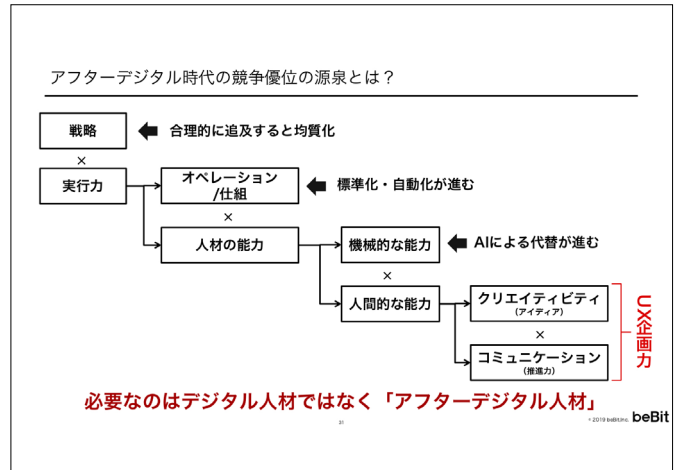 アフターデジタル時代の競争優位の源泉とは？
戦略
合理的に追及すると均質化
×
実行力
オペレーション
/仕組
標準化・自動化が進む
×
人材の能力
機械的な能力
AIによる代替が進む
×
人間的な能力
クリエイティビティ
(アイディア)
×
コミュニケーション
(推進力)
UX企画力
必要なのはデジタル人材ではなく「アフターデジタル人材」
31
© 2019 beBit,Inc.
beBit